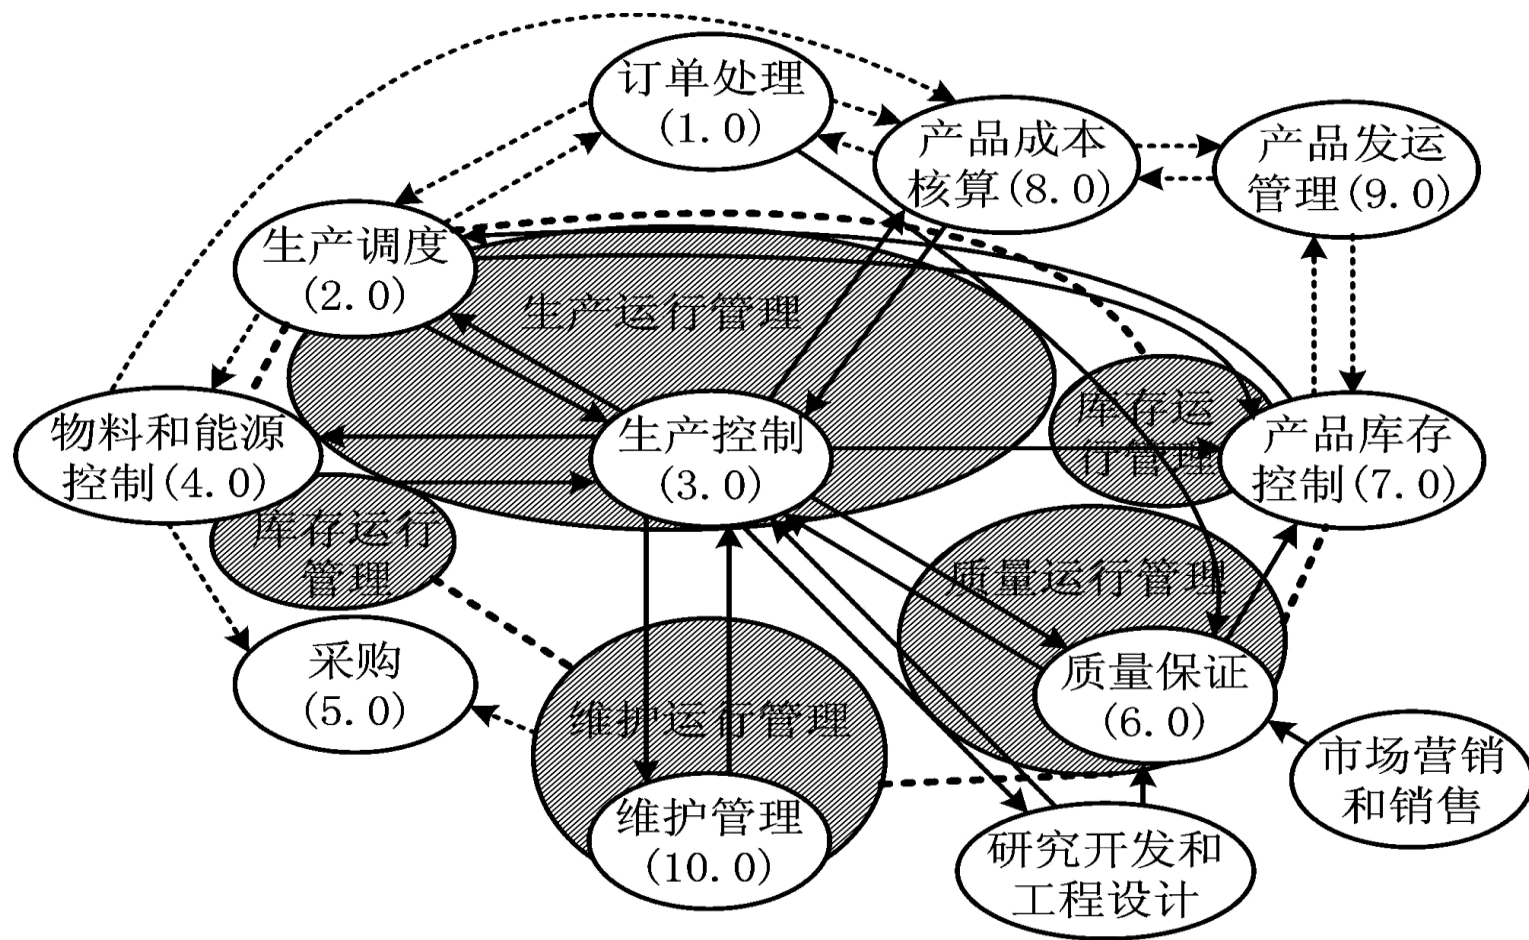 订单处理
(1.0)
产品成本
核算(8.0)
产品发运
管理(9.0)
生产调度
(2.0)
生产运行管理
物料和能源
控制(4.0)
生产控制
(3.0)
库存运
行管理
产品库存
控制(7.0)
库存运行
管理
质量运行管理
采购
(5.0)
维护运行管理
质量保证
(6.0)
市场营销
和销售
维护管理
(10.0)
研究开发和
工程设计